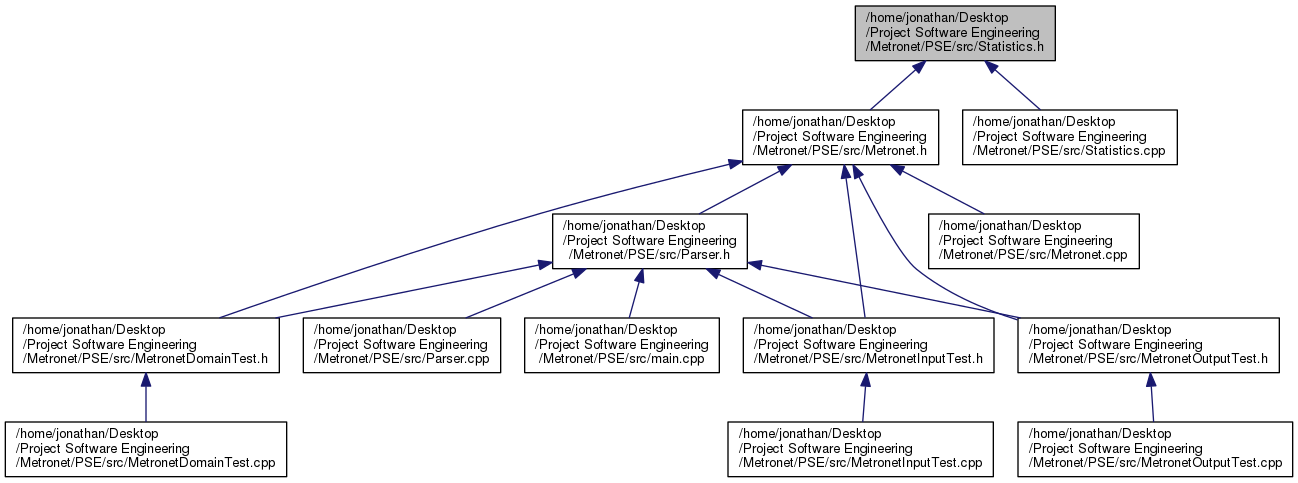 /home/jonathan/Desktop
/Project Software Engineering
/Metronet/PSE/src/Statistics.h
/home/jonathan/Desktop
/Project Software Engineering
/Metronet/PSE/src/Metronet.h
/home/jonathan/Desktop
/Project Software Engineering
/Metronet/PSE/src/Statistics.cpp
/home/jonathan/Desktop
/Project Software Engineering
/Metronet/PSE/src/Parser.h
/home/jonathan/Desktop
/Project Software Engineering
/Metronet/PSE/src/Metronet.cpp
/home/jonathan/Desktop
/Project Software Engineering
/Metronet/PSE/src/MetronetDomainTest.h
/home/jonathan/Desktop
/Project Software Engineering
/Metronet/PSE/src/Parser.cpp
/home/jonathan/Desktop
/Project Software Engineering
/Metronet/PSE/src/main.cpp
/home/jonathan/Desktop
/Project Software Engineering
/Metronet/PSE/src/MetronetInputTest.h
/home/jonathan/Desktop
/Project Software Engineering
/Metronet/PSE/src/MetronetOutputTest.h
/home/jonathan/Desktop
/Project Software Engineering
/Metronet/PSE/src/MetronetDomainTest.cpp
/home/jonathan/Desktop
/Project Software Engineering
/Metronet/PSE/src/MetronetInputTest.cpp
/home/jonathan/Desktop
/Project Software Engineering
/Metronet/PSE/src/MetronetOutputTest.cpp